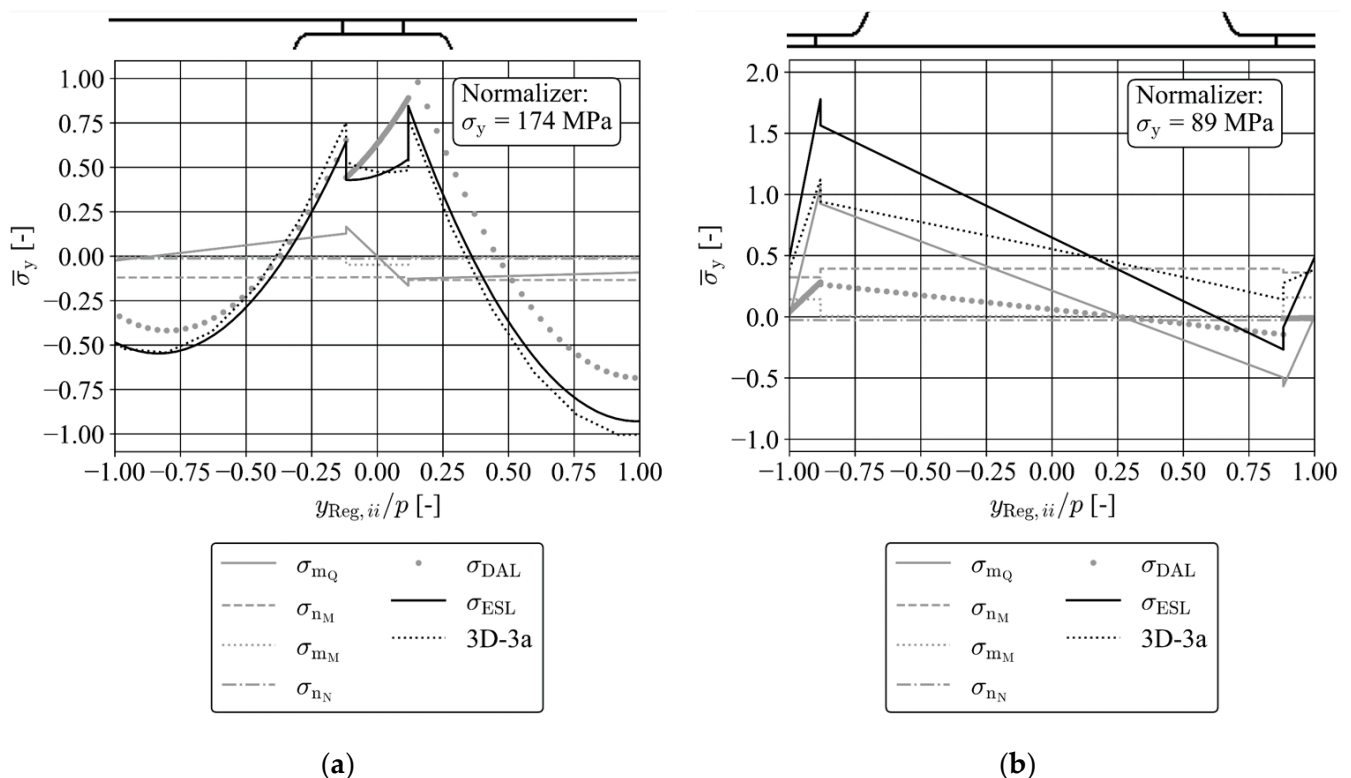 1.00
0.75
0.50
0.25
0.00
−0.25
−0.50
−0.75
−1.00
σ̅y [-]
Normalizer:
σy = 174 MPa
−1.00 −0.75 −0.50 −0.25 0.00 0.25 0.50 0.75 1.00
yReg, ii/p [-]
σmQ
σnM
σmM
σnN
σDAL
σESL
3D-3a
(a)
2.0
1.5
1.0
0.5
0.0
−0.5
−1.0
σ̅y [-]
Normalizer:
σy = 89 MPa
−1.00 −0.75 −0.50 −0.25 0.00 0.25 0.50 0.75 1.00
yReg, ii/p [-]
σmQ
σnM
σmM
σnN
σDAL
σESL
3D-3a
(b)